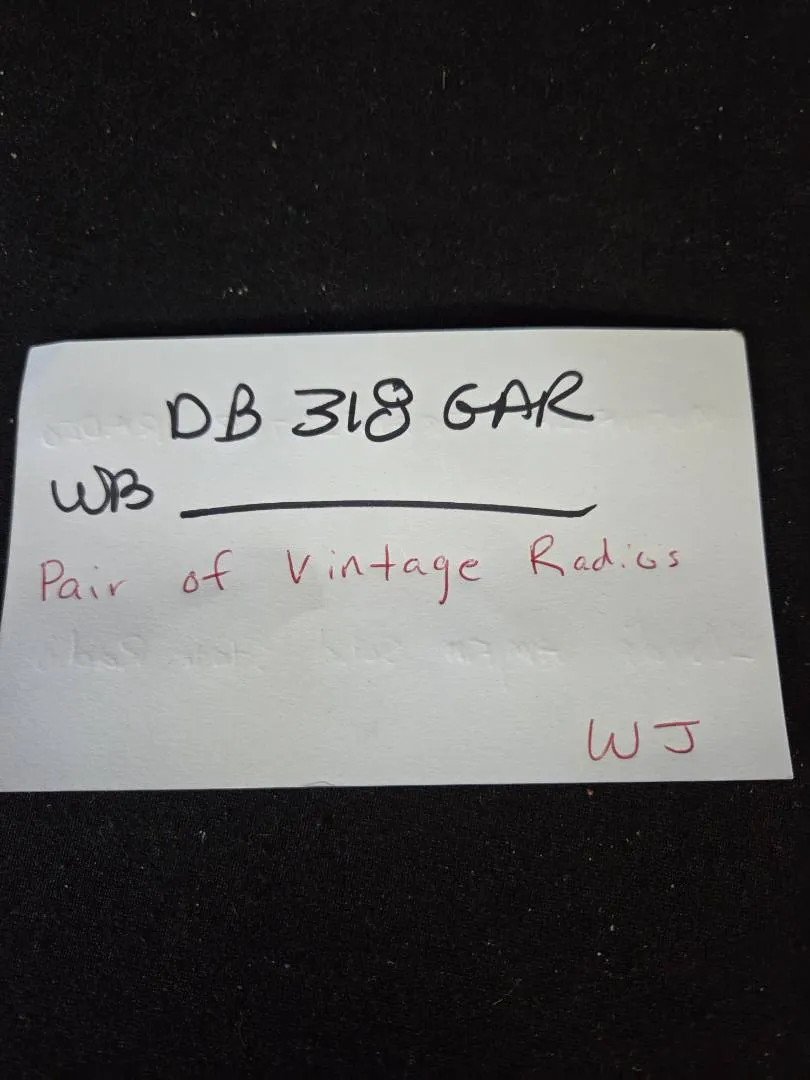 DB 318 GAR
WB
Pair of Vintage Radios
WJ